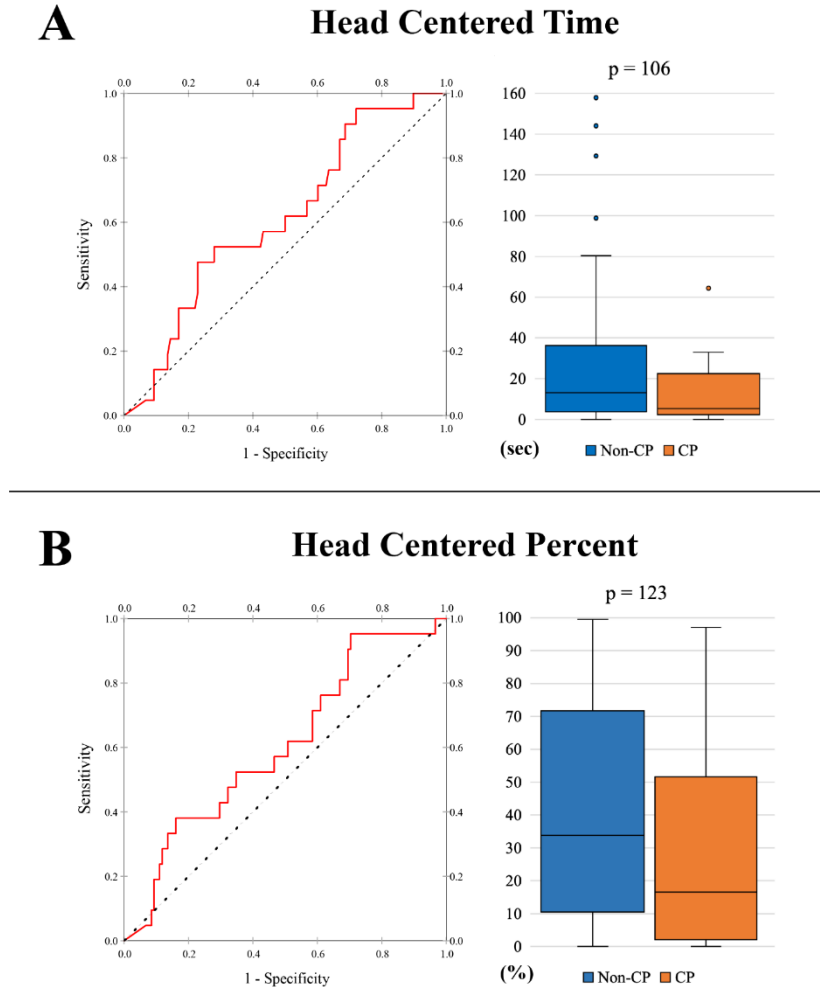 A
Head Centered Time
p = 106
0.0 0.2 0.4 0.6 0.8 1.0
1.0 1.0
0.8 0.8
0.6 0.6
0.4 0.4
0.2 0.2
0.0 0.0
0.0 0.2 0.4 0.6 0.8 1.0
Sensitivity
1 - Specificity
160
140
120
100
80
60
40
20
0
(sec)
Non-CP CP
B
Head Centered Percent
p = 123
0.0 0.2 0.4 0.6 0.8 1.0
1.0 1.0
0.8 0.8
0.6 0.6
0.4 0.4
0.2 0.2
0.0 0.0
0.0 0.2 0.4 0.6 0.8 1.0
Sensitivity
1 - Specificity
100
90
80
70
60
50
40
30
20
10
0
(%)
Non-CP CP